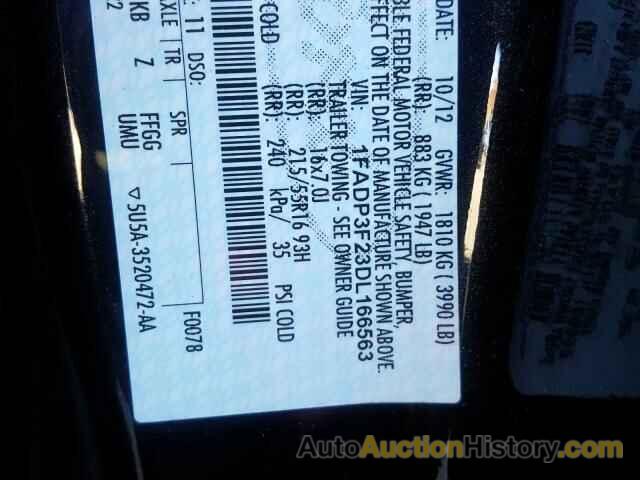 DATE: 10/12 GVWR: 1810 KG ( 3990 LB)
(RR): 883 KG ( 1947 LB)
BLE FEDERAL MOTOR VEHICLE SAFETY, BUMPER,
FFECT ON THE DATE OF MANUFACTURE SHOWN ABOVE.
VIN: 1FADP3F23DL166563
TRAILER TOWING - SEE OWNER GUIDE
(RR): 16x7.0J
(RR): 215/55R16 93H
COLD (RR): 240 kPa/ 35 PSI COLD
F0078
11 DSO:
XLE TR SPR
KB Z FFGG
2 UMU ▽5U5A-3520472-AA
AutoAuctionHistory.com